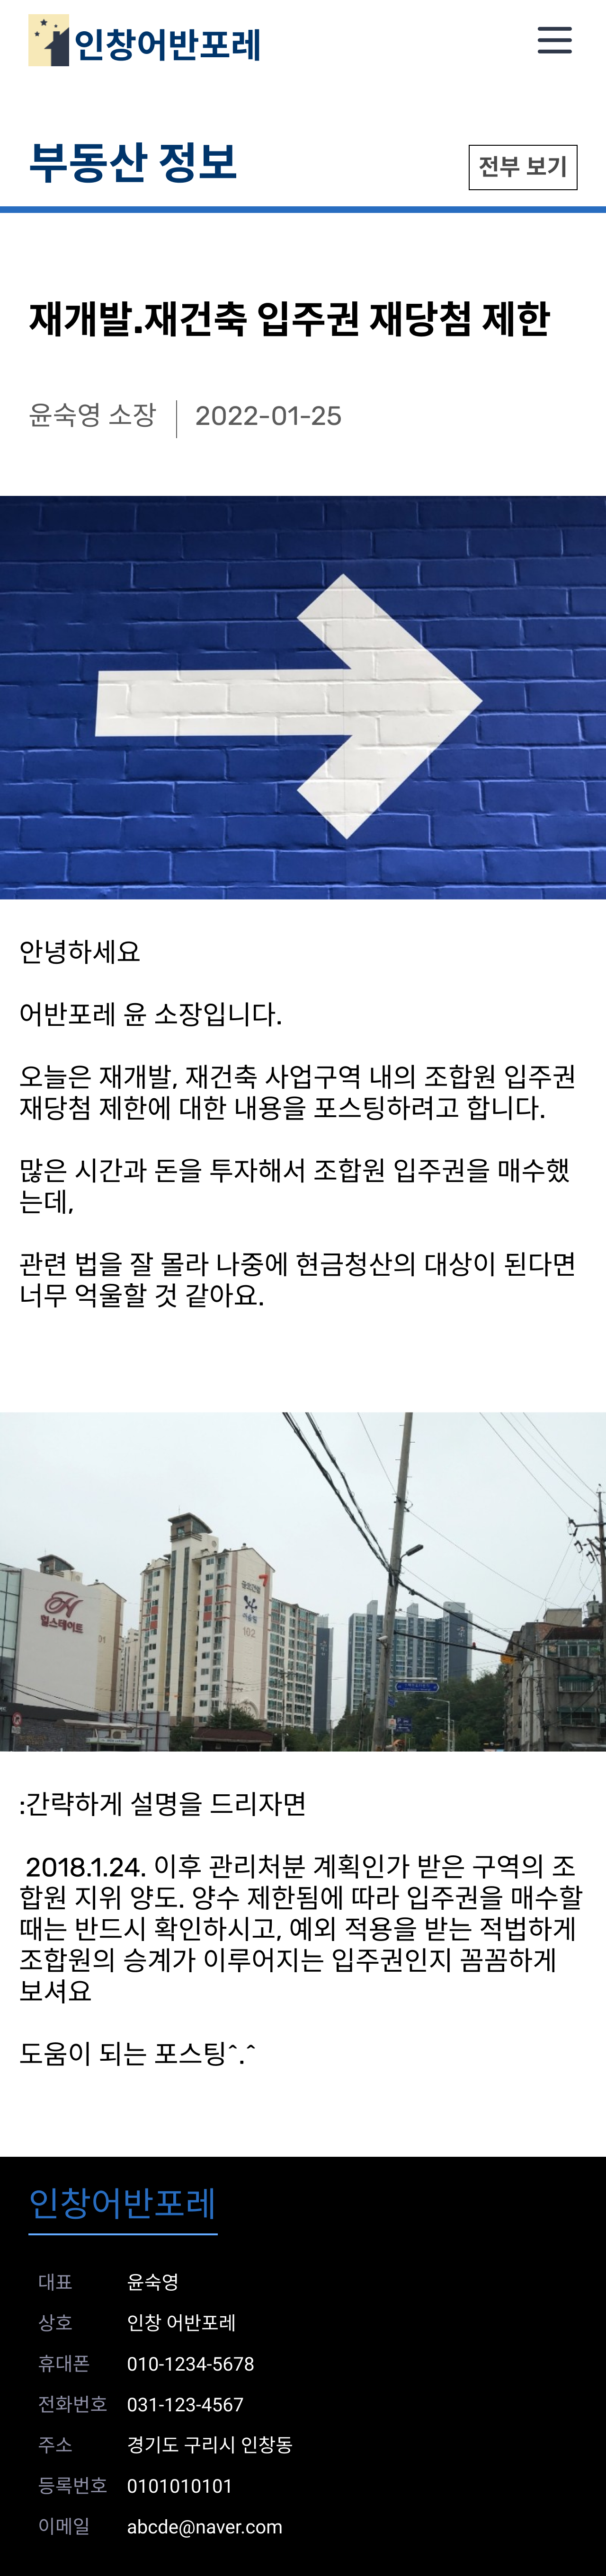 인창어반포레
부동산 정보
전부 보기
재개발.재건축 입주권 재당첨 제한
윤숙영 소장
2022-01-25
안녕하세요
어반포레 윤 소장입니다.
오늘은 재개발, 재건축 사업구역 내의 조합원 입주권
재당첨 제한에 대한 내용을 포스팅하려고 합니다.
많은 시간과 돈을 투자해서 조합원 입주권을 매수했
는데,
관련 법을 잘 몰라 나중에 현금청산의 대상이 된다면
너무 억울할 것 같아요.
힐스테이트
102
:간략하게 설명을 드리자면
2018.1.24. 이후 관리처분 계획인가 받은 구역의 조
합원 지위 양도. 양수 제한됨에 따라 입주권을 매수할
때는 반드시 확인하시고, 예외 적용을 받는 적법하게
조합원의 승계가 이루어지는 입주권인지 꼼꼼하게
보셔요
도움이 되는 포스팅^.^
인창어반포레
대표 윤숙영
상호 인창 어반포레
휴대폰 010-1234-5678
전화번호 031-123-4567
주소 경기도 구리시 인창동
등록번호 0101010101
이메일 abcde@naver.com